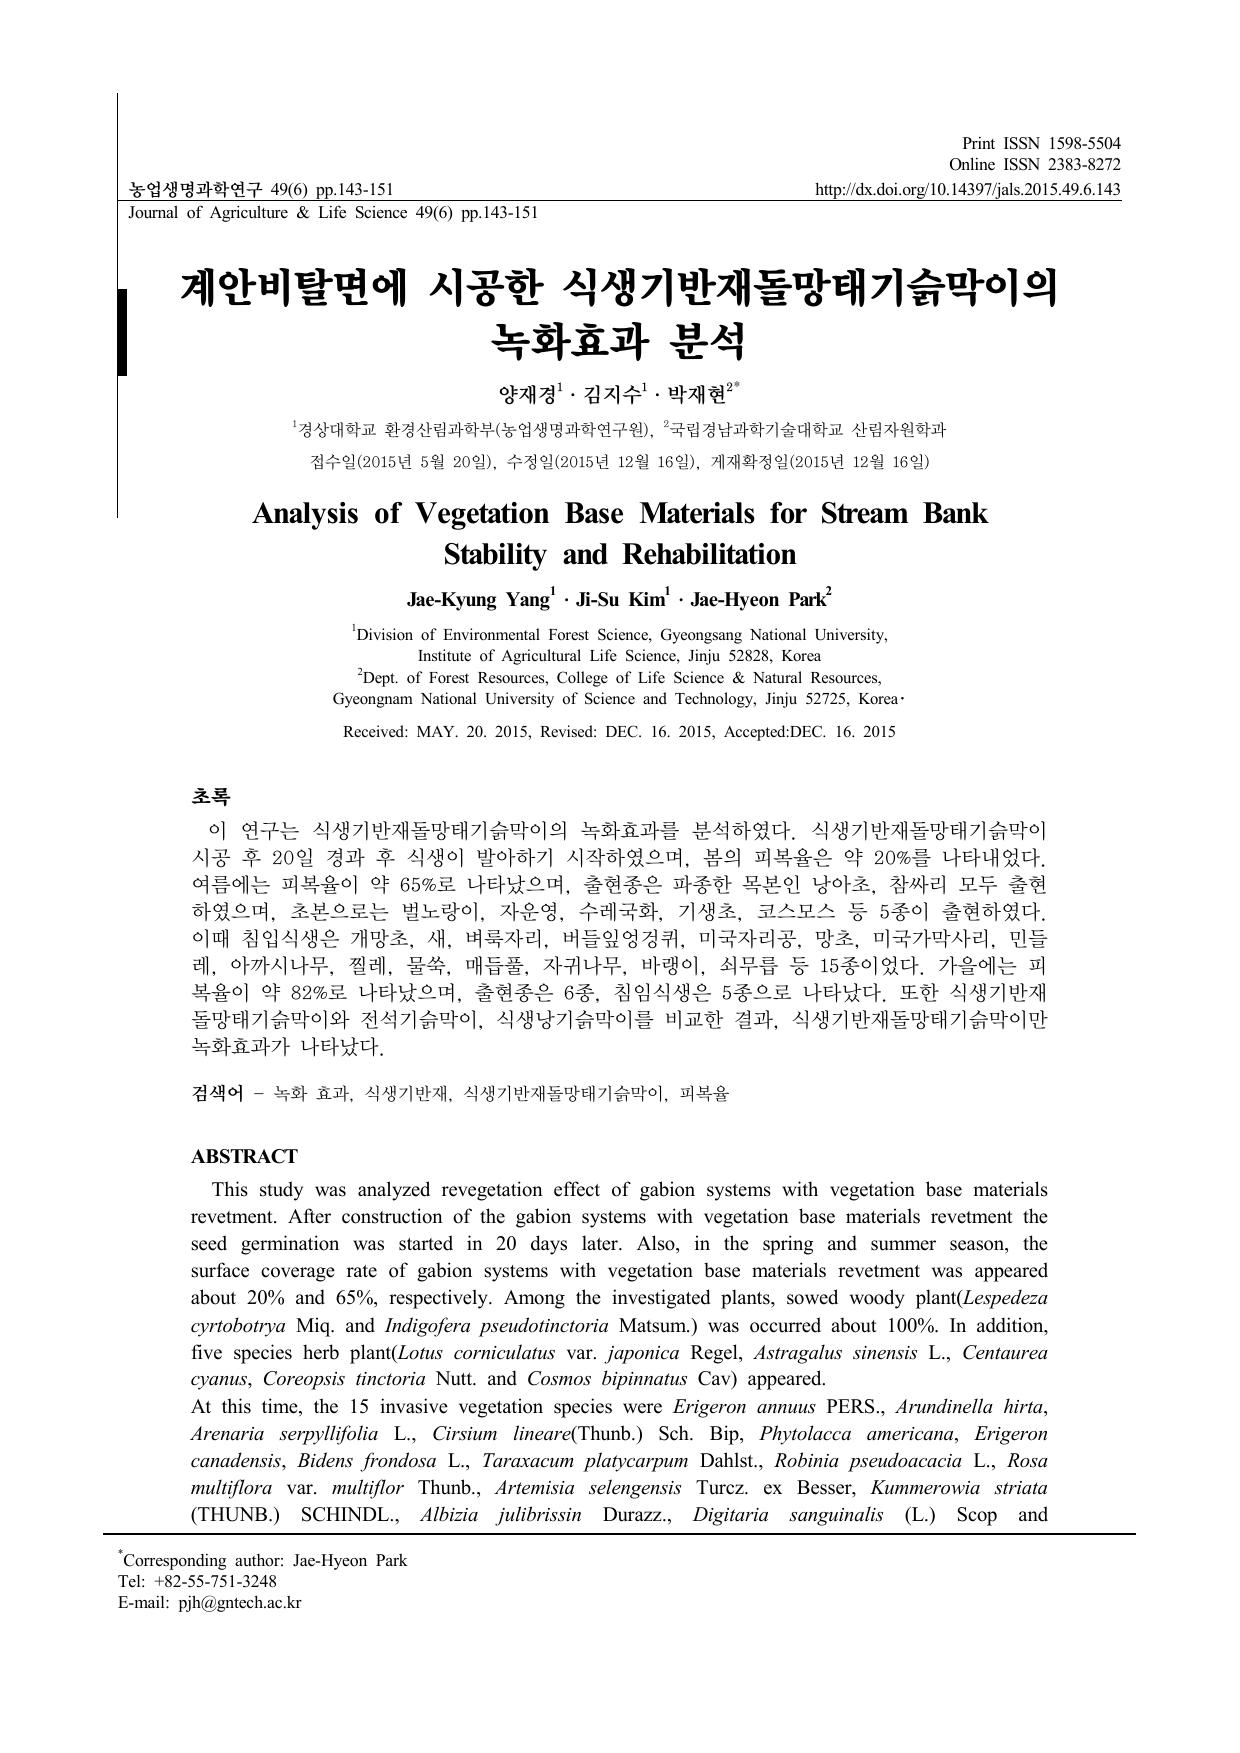 Print ISSN 1598-5504
Online ISSN 2383-8272
농업생명과학연구 49(6) pp.143-151
http://dx.doi.org/10.14397/jals.2015.49.6.143
Journal of Agriculture & Life Science 49(6) pp.143-151
계안비탈면에 시공한 식생기반재돌망태기슭막이의
녹화효과 분석
양재경1 · 김지수1 · 박재현2*
1경상대학교 환경산림과학부(농업생명과학연구원), 2국립경남과학기술대학교 산림자원학과
접수일(2015년 5월 20일), 수정일(2015년 12월 16일), 게재확정일(2015년 12월 16일)
Analysis of Vegetation Base Materials for Stream Bank
Stability and Rehabilitation
Jae-Kyung Yang1 · Ji-Su Kim1 · Jae-Hyeon Park2
1Division of Environmental Forest Science, Gyeongsang National University,
Institute of Agricultural Life Science, Jinju 52828, Korea
2Dept. of Forest Resources, College of Life Science & Natural Resources,
Gyeongnam National University of Science and Technology, Jinju 52725, Korea·
Received: MAY. 20. 2015, Revised: DEC. 16. 2015, Accepted:DEC. 16. 2015
초록
이 연구는 식생기반재돌망태기슭막이의 녹화효과를 분석하였다. 식생기반재돌망태기슭막이
시공 후 20일 경과 후 식생이 발아하기 시작하였으며, 봄의 피복율은 약 20%를 나타내었다.
여름에는 피복율이 약 65%로 나타났으며, 출현종은 파종한 목본인 낭아초, 참싸리 모두 출현
하였으며, 초본으로는 벌노랑이, 자운영, 수레국화, 기생초, 코스모스 등 5종이 출현하였다.
이때 침입식생은 개망초, 새, 벼룩자리, 버들잎엉겅퀴, 미국자리공, 망초, 미국가막사리, 민들
레, 아까시나무, 찔레, 물쑥, 매듭풀, 자귀나무, 바랭이, 쇠무릅 등 15종이었다. 가을에는 피
복율이 약 82%로 나타났으며, 출현종은 6종, 침임식생은 5종으로 나타났다. 또한 식생기반재
돌망태기슭막이와 전석기슭막이, 식생낭기슭막이를 비교한 결과, 식생기반재돌망태기슭막이만
녹화효과가 나타났다.
검색어 - 녹화 효과, 식생기반재, 식생기반재돌망태기슭막이, 피복율
ABSTRACT
This study was analyzed revegetation effect of gabion systems with vegetation base materials
revetment. After construction of the gabion systems with vegetation base materials revetment the
seed germination was started in 20 days later. Also, in the spring and summer season, the
surface coverage rate of gabion systems with vegetation base materials revetment was appeared
about 20% and 65%, respectively. Among the investigated plants, sowed woody plant(Lespedeza
cyrtobotrya Miq. and Indigofera pseudotinctoria Matsum.) was occurred about 100%. In addition,
five species herb plant(Lotus corniculatus var. japonica Regel, Astragalus sinensis L., Centaurea
cyanus, Coreopsis tinctoria Nutt. and Cosmos bipinnatus Cav) appeared.
At this time, the 15 invasive vegetation species were Erigeron annuus PERS., Arundinella hirta,
Arenaria serpyllifolia L., Cirsium lineare(Thunb.) Sch. Bip, Phytolacca americana, Erigeron
canadensis, Bidens frondosa L., Taraxacum platycarpum Dahlst., Robinia pseudoacacia L., Rosa
multiflora var. multiflor Thunb., Artemisia selengensis Turcz. ex Besser, Kummerowia striata
(THUNB.) SCHINDL., Albizia julibrissin Durazz., Digitaria sanguinalis (L.) Scop and
*Corresponding author: Jae-Hyeon Park
Tel: +82-55-751-3248
E-mail: pjh@gntech.ac.kr